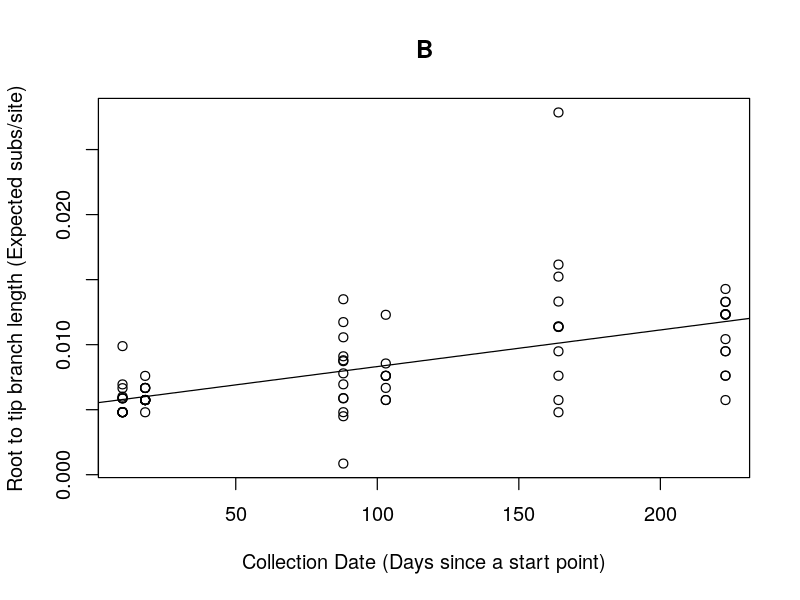 B
Root to tip branch length (Expected subs/site)
0.020
0.010
0.000
50 100 150 200
Collection Date (Days since a start point)